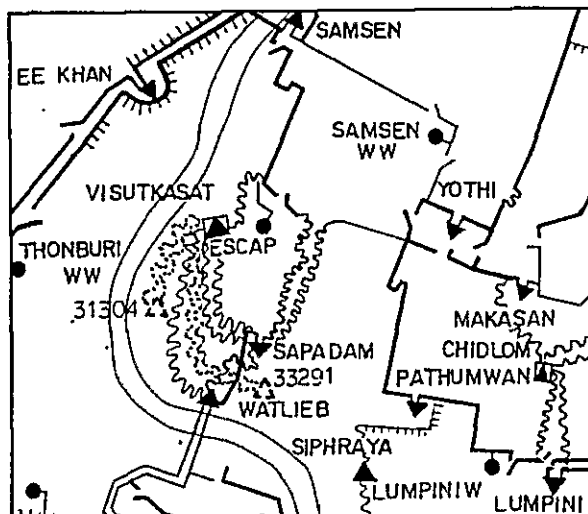 SAMSEN
EE KHAN
SAMSEN
WW
VISUTKASAT
YOTHI
THONBURI
WW
ESCAP
31304
MAKASAN
SAPADAM
33291
CHIDLOM
PATHUMWAN
WATLIEB
SIPHRAYA
LUMPINIW
LUMPINI